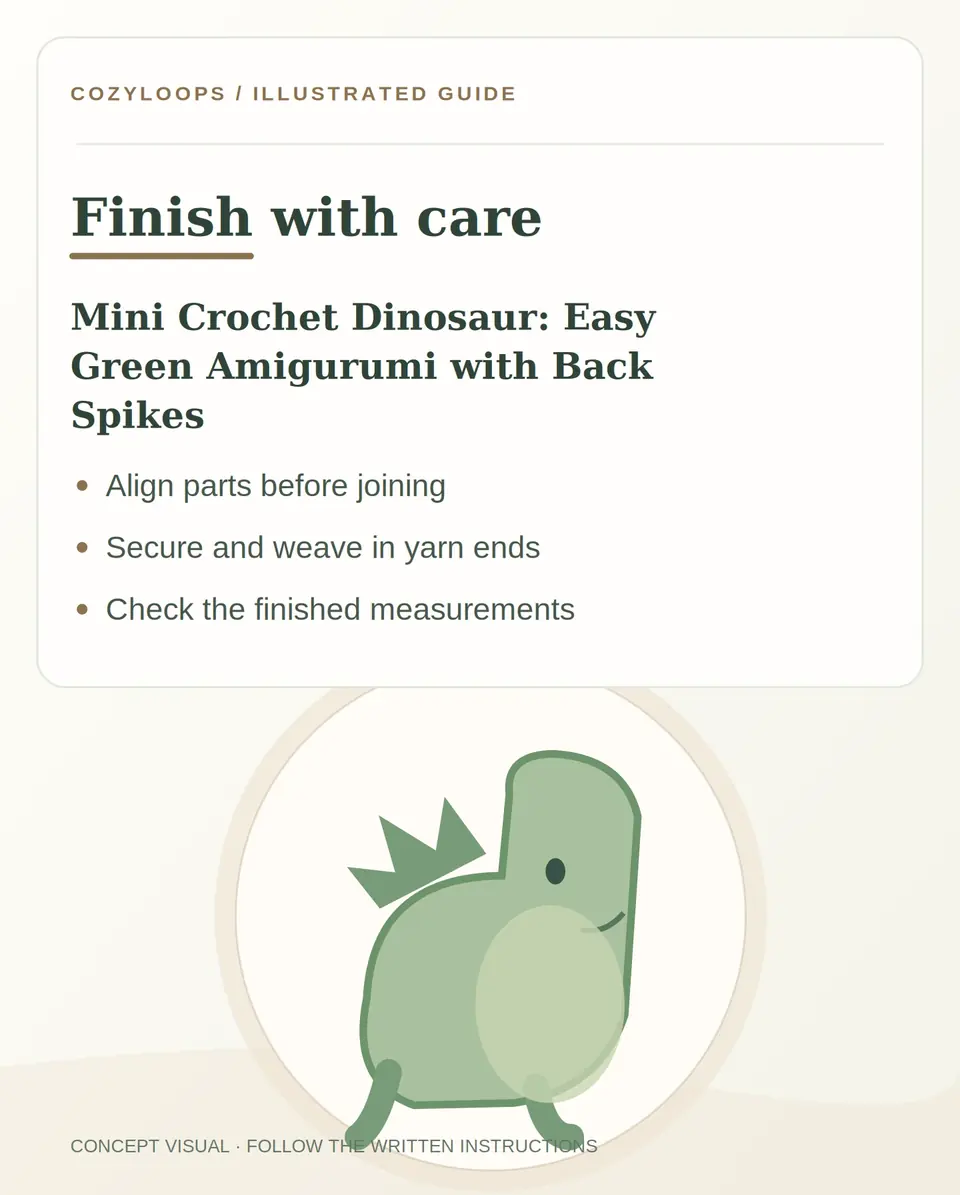 COZYLOOPS / ILLUSTRATED GUIDE
Finish with care
Mini Crochet Dinosaur: Easy
Green Amigurumi with Back
Spikes
• Align parts before joining
• Secure and weave in yarn ends
• Check the finished measurements
CONCEPT VISUAL · FOLLOW THE WRITTEN INSTRUCTIONS